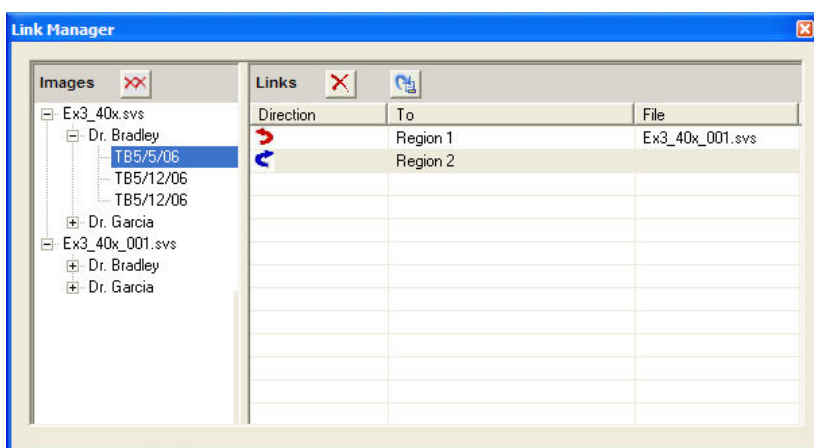 Link Manager
Images
Links
Ex3_40x.svs
Dr. Bradley
TB5/5/06
TB5/12/06
TB5/12/06
Dr. Garcia
Ex3_40x_001.svs
Dr. Bradley
Dr. Garcia
Direction To File
Region 1 Ex3_40x_001.svs
Region 2